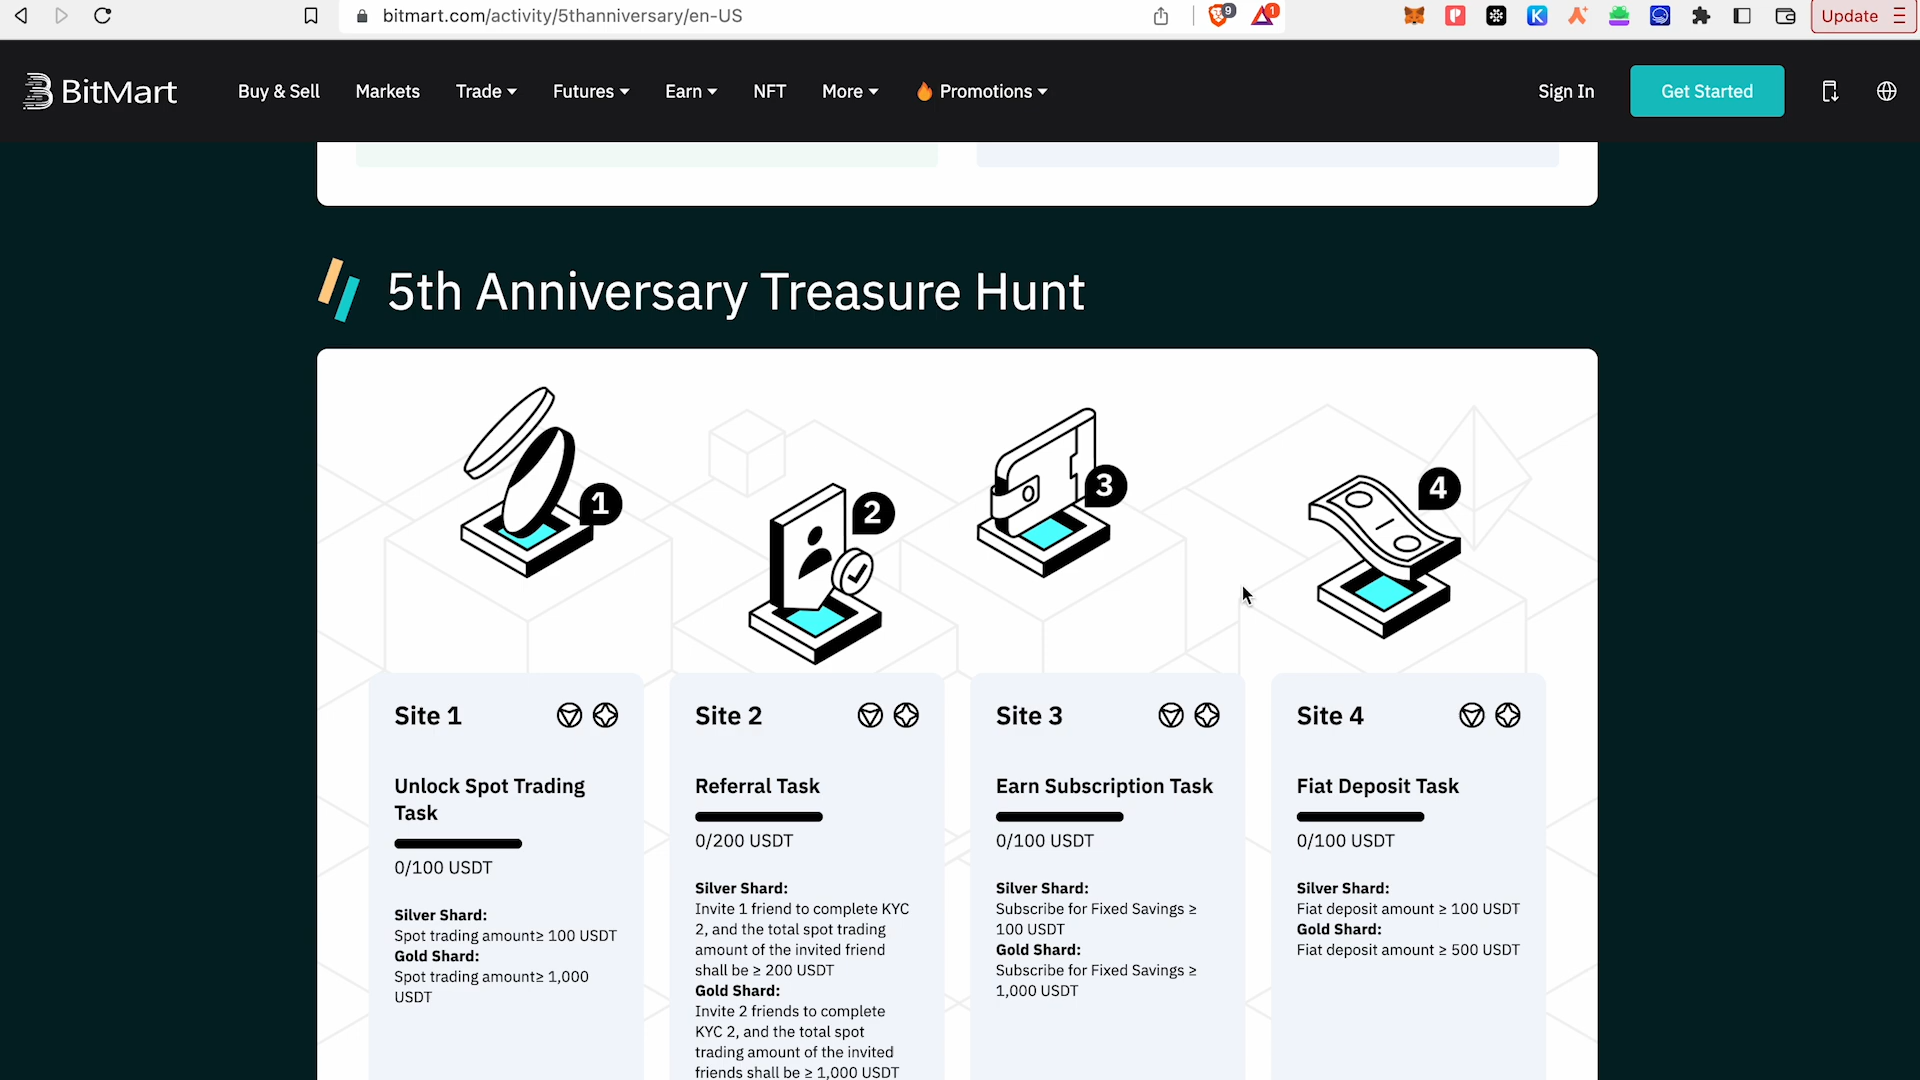 bitmart.com/activity/5thanniversary/en-US
9
1
Update
BitMart
Buy & Sell
Markets
Trade
Futures
Earn
NFT
More
Promotions
Sign In
Get Started
5th Anniversary Treasure Hunt
1
2
3
4
Site 1
Unlock Spot Trading
Task
0/100 USDT
Silver Shard:
Spot trading amount≥ 100 USDT
Gold Shard:
Spot trading amount≥ 1,000
USDT
Site 2
Referral Task
0/200 USDT
Silver Shard:
Invite 1 friend to complete KYC
2, and the total spot trading
amount of the invited friend
shall be ≥ 200 USDT
Gold Shard:
Invite 2 friends to complete
KYC 2, and the total spot
trading amount of the invited
friends shall be ≥ 1,000 USDT
Site 3
Earn Subscription Task
0/100 USDT
Silver Shard:
Subscribe for Fixed Savings ≥
100 USDT
Gold Shard:
Subscribe for Fixed Savings ≥
1,000 USDT
Site 4
Fiat Deposit Task
0/100 USDT
Silver Shard:
Fiat deposit amount ≥ 100 USDT
Gold Shard:
Fiat deposit amount ≥ 500 USDT